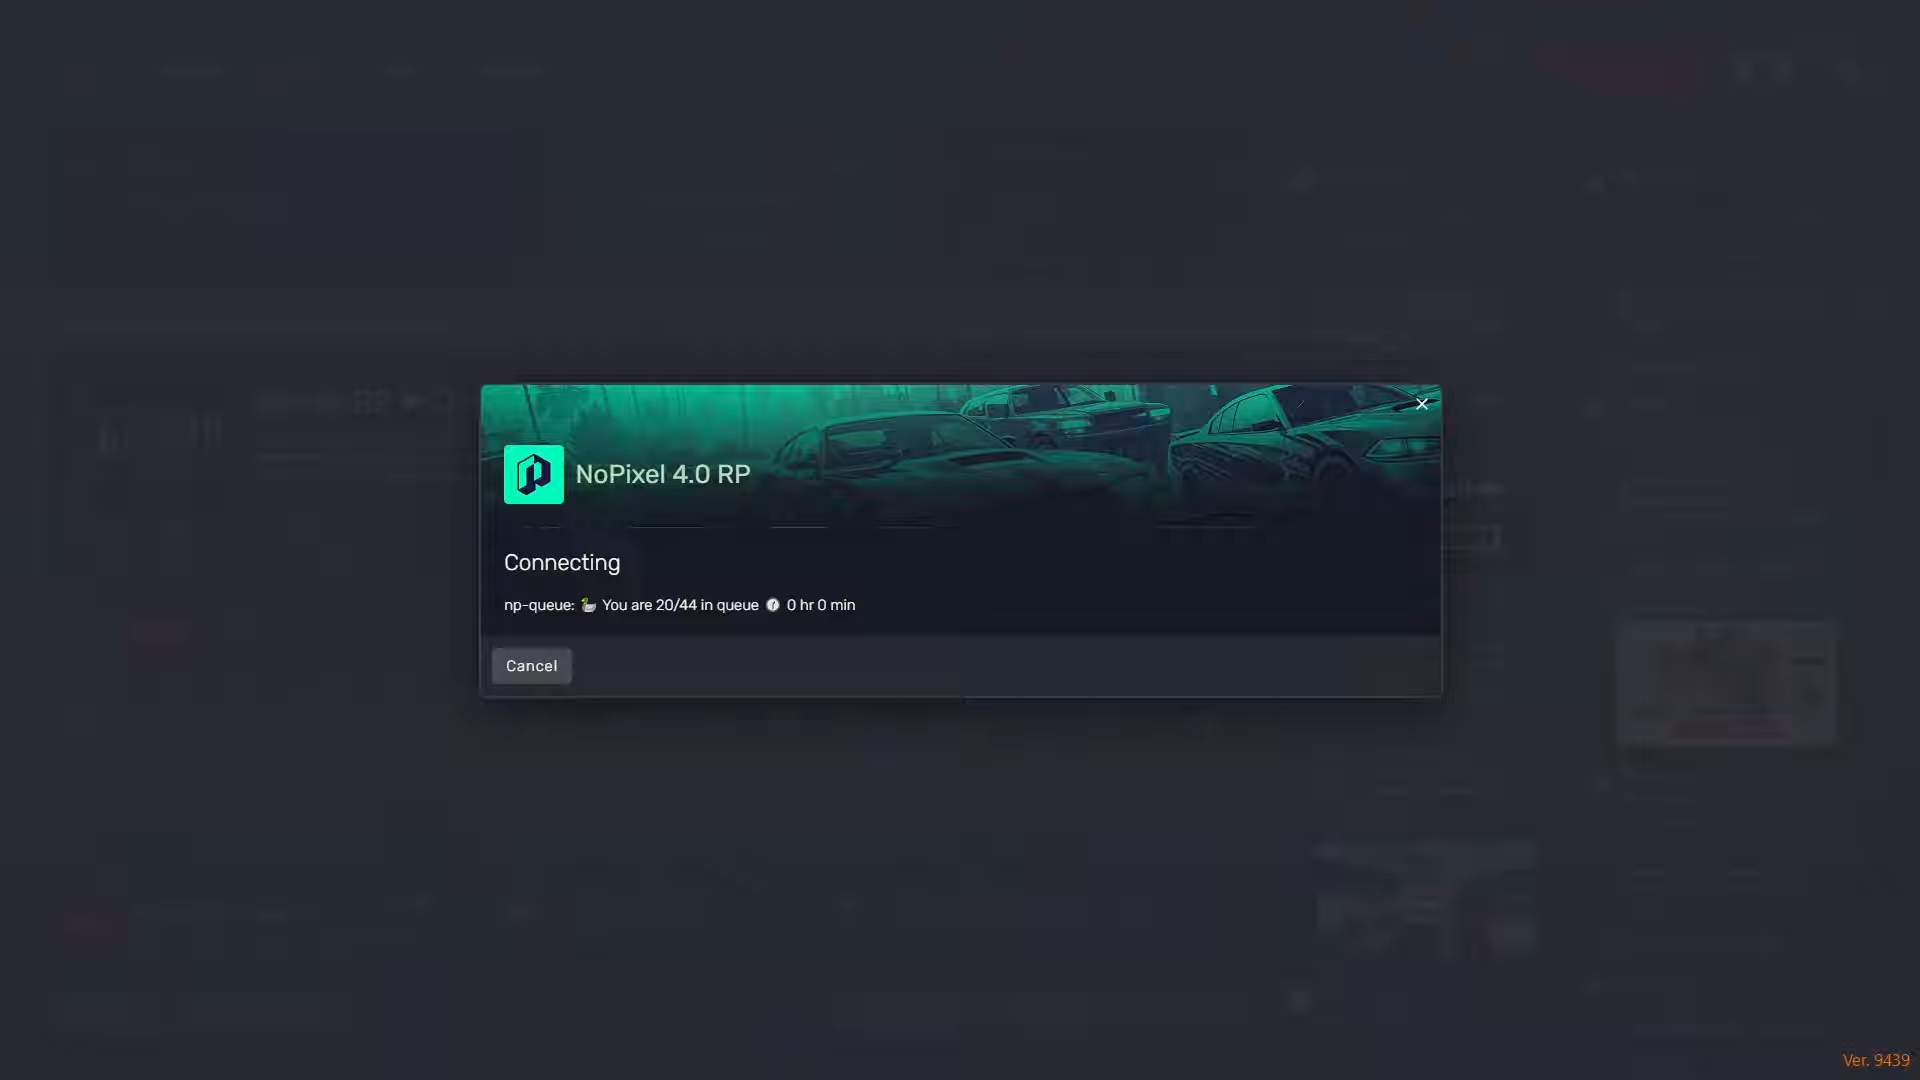 NoPixel 4.0 RP
Connecting
np-queue: 🦆 You are 20/44 in queue 🕐 0 hr 0 min
Cancel
Ver. 9439